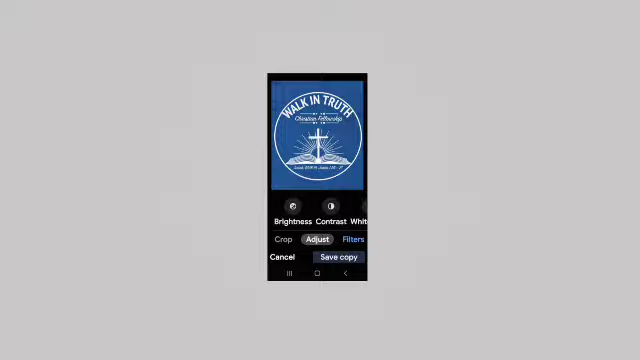 WALK IN TRUTH
Christian Fellowship
Brightness Contrast Whit
Crop Adjust Filters
Cancel Save copy